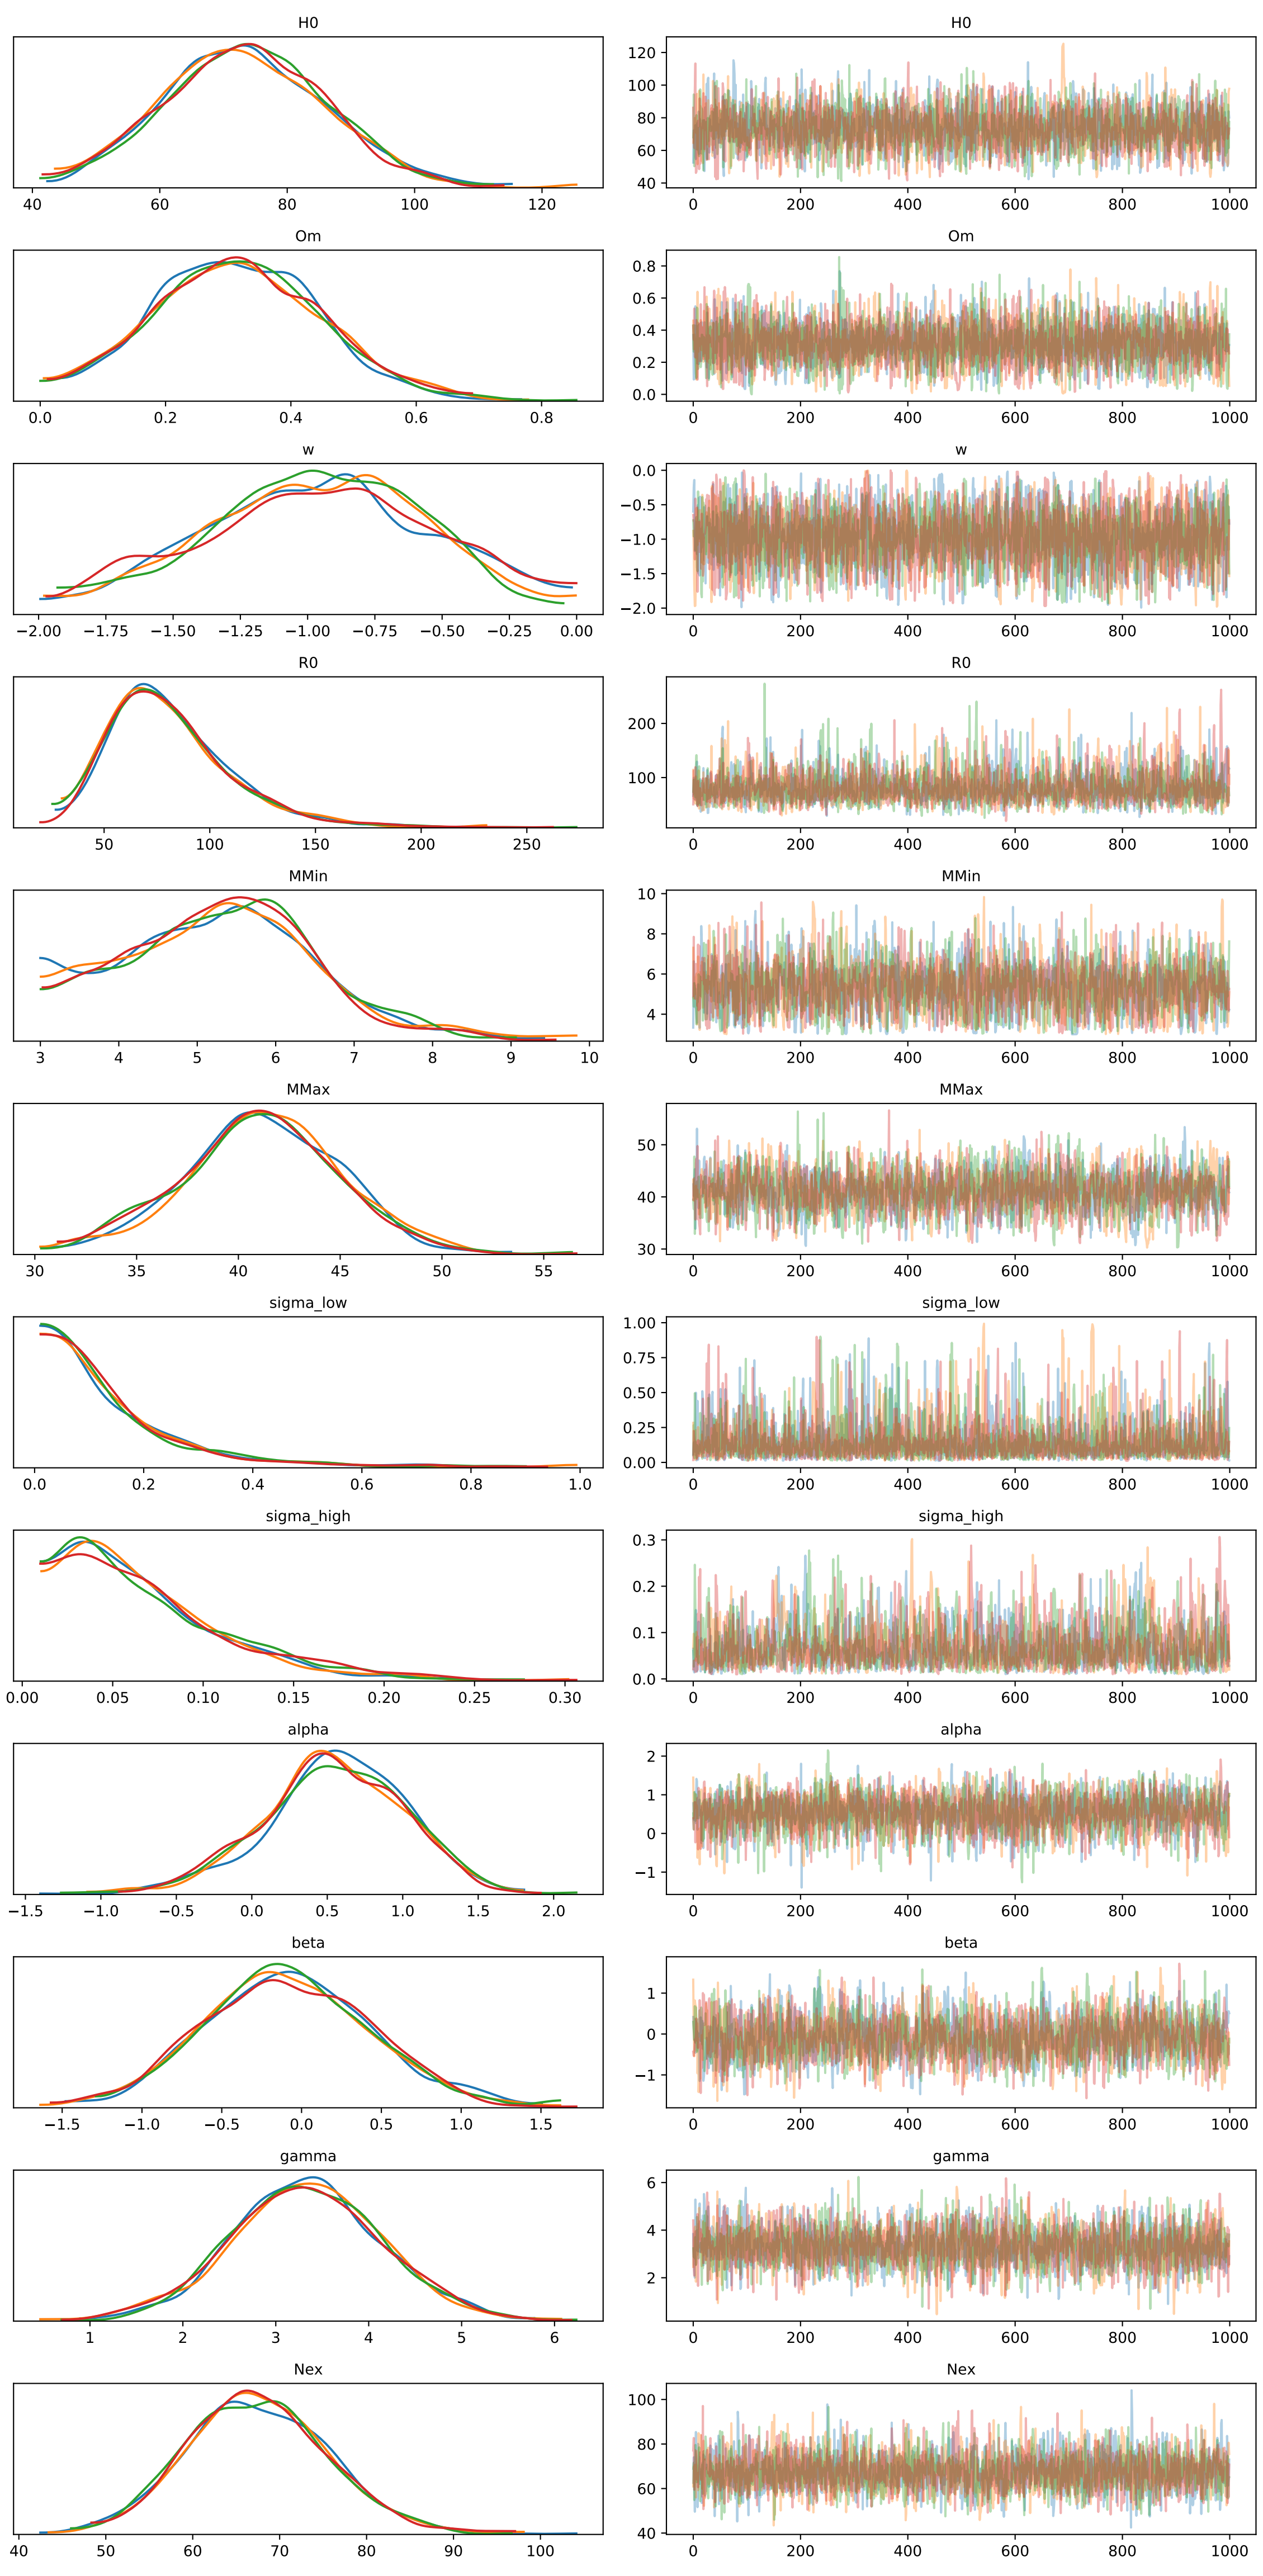 H0 H0
120
100
80
60
40
40 60 80 100 120 0 200 400 600 800 1000
Om Om
0.8
0.6
0.4
0.2
0.0
0.0 0.2 0.4 0.6 0.8 0 200 400 600 800 1000
w w
0.0
−0.5
−1.0
−1.5
−2.0
−2.00 −1.75 −1.50 −1.25 −1.00 −0.75 −0.50 −0.25 0.00 0 200 400 600 800 1000
R0 R0
200
100
50 100 150 200 250 0 200 400 600 800 1000
MMin MMin
10
8
6
4
3 4 5 6 7 8 9 10 0 200 400 600 800 1000
MMax MMax
50
40
30
30 35 40 45 50 55 0 200 400 600 800 1000
sigma_low sigma_low
1.00
0.75
0.50
0.25
0.00
0.0 0.2 0.4 0.6 0.8 1.0 0 200 400 600 800 1000
sigma_high sigma_high
0.3
0.2
0.1
0.0
0.00 0.05 0.10 0.15 0.20 0.25 0.30 0 200 400 600 800 1000
alpha alpha
2
1
0
−1
−1.5 −1.0 −0.5 0.0 0.5 1.0 1.5 2.0 0 200 400 600 800 1000
beta beta
1
0
−1
−1.5 −1.0 −0.5 0.0 0.5 1.0 1.5 0 200 400 600 800 1000
gamma gamma
6
4
2
1 2 3 4 5 6 0 200 400 600 800 1000
Nex Nex
100
80
60
40
40 50 60 70 80 90 100 0 200 400 600 800 1000